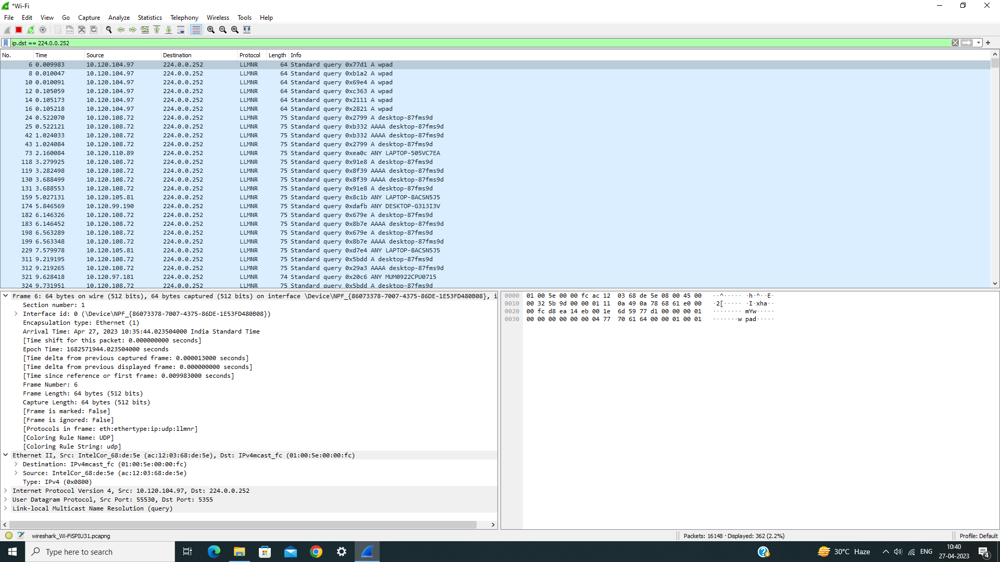 *Wi-Fi
File Edit View Go Capture Analyze Statistics Telephony Wireless Tools Help
ip.dst == 224.0.0.252
No. Time Source Destination Protocol Length Info
6 0.009983 10.120.104.97 224.0.0.252 LLMNR 64 Standard query 0x77d1 A wpad
8 0.010047 10.120.104.97 224.0.0.252 LLMNR 64 Standard query 0xb1a2 A wpad
10 0.010091 10.120.104.97 224.0.0.252 LLMNR 64 Standard query 0x69e4 A wpad
12 0.105059 10.120.104.97 224.0.0.252 LLMNR 64 Standard query 0xc363 A wpad
14 0.105173 10.120.104.97 224.0.0.252 LLMNR 64 Standard query 0x2111 A wpad
16 0.105218 10.120.104.97 224.0.0.252 LLMNR 64 Standard query 0x2821 A wpad
24 0.522070 10.120.108.72 224.0.0.252 LLMNR 75 Standard query 0x2799 A desktop-87fms9d
25 0.522121 10.120.108.72 224.0.0.252 LLMNR 75 Standard query 0xb332 AAAA desktop-87fms9d
42 1.024033 10.120.108.72 224.0.0.252 LLMNR 75 Standard query 0xb332 AAAA desktop-87fms9d
43 1.024084 10.120.108.72 224.0.0.252 LLMNR 75 Standard query 0x2799 A desktop-87fms9d
73 2.160084 10.120.110.89 224.0.0.252 LLMNR 75 Standard query 0xea0c ANY LAPTOP-505VC7EA
118 3.279925 10.120.108.72 224.0.0.252 LLMNR 75 Standard query 0x91e8 A desktop-87fms9d
119 3.282498 10.120.108.72 224.0.0.252 LLMNR 75 Standard query 0x8f39 AAAA desktop-87fms9d
130 3.688499 10.120.108.72 224.0.0.252 LLMNR 75 Standard query 0x8f39 AAAA desktop-87fms9d
131 3.688553 10.120.108.72 224.0.0.252 LLMNR 75 Standard query 0x91e8 A desktop-87fms9d
159 5.027131 10.120.105.81 224.0.0.252 LLMNR 75 Standard query 0x8c1b ANY LAPTOP-8ACSN5J5
174 5.846569 10.120.99.190 224.0.0.252 LLMNR 75 Standard query 0xdafb ANY DESKTOP-G313I3V
182 6.146326 10.120.108.72 224.0.0.252 LLMNR 75 Standard query 0x679e A desktop-87fms9d
183 6.146452 10.120.108.72 224.0.0.252 LLMNR 75 Standard query 0x8b7e AAAA desktop-87fms9d
198 6.563289 10.120.108.72 224.0.0.252 LLMNR 75 Standard query 0x679e A desktop-87fms9d
199 6.563348 10.120.108.72 224.0.0.252 LLMNR 75 Standard query 0x8b7e AAAA desktop-87fms9d
229 7.579978 10.120.105.81 224.0.0.252 LLMNR 75 Standard query 0xd7e4 ANY LAPTOP-8ACSN5J5
311 9.219195 10.120.108.72 224.0.0.252 LLMNR 75 Standard query 0x5bdd A desktop-87fms9d
312 9.219265 10.120.108.72 224.0.0.252 LLMNR 75 Standard query 0x29a3 AAAA desktop-87fms9d
321 9.628418 10.120.97.181 224.0.0.252 LLMNR 74 Standard query 0x20c6 ANY MUM0922CPU0715
324 9.731951 10.120.108.72 224.0.0.252 LLMNR 75 Standard query 0x5bdd A desktop-87fms9d
Frame 6: 64 bytes on wire (512 bits), 64 bytes captured (512 bits) on interface \Device\NPF_{86073378-7007-4375-86DE-1E53FD480B08}, i
Section number: 1
Interface id: 0 (\Device\NPF_{86073378-7007-4375-86DE-1E53FD480B08})
Encapsulation type: Ethernet (1)
Arrival Time: Apr 27, 2023 10:35:44.023504000 India Standard Time
[Time shift for this packet: 0.000000000 seconds]
Epoch Time: 1682571944.023504000 seconds
[Time delta from previous captured frame: 0.000013000 seconds]
[Time delta from previous displayed frame: 0.000000000 seconds]
[Time since reference or first frame: 0.009983000 seconds]
Frame Number: 6
Frame Length: 64 bytes (512 bits)
Capture Length: 64 bytes (512 bits)
[Frame is marked: False]
[Frame is ignored: False]
[Protocols in frame: eth:ethertype:ip:udp:llmnr]
[Coloring Rule Name: UDP]
[Coloring Rule String: udp]
Ethernet II, Src: IntelCor_68:de:5e (ac:12:03:68:de:5e), Dst: IPv4mcast_fc (01:00:5e:00:00:fc)
Destination: IPv4mcast_fc (01:00:5e:00:00:fc)
Source: IntelCor_68:de:5e (ac:12:03:68:de:5e)
Type: IPv4 (0x0800)
Internet Protocol Version 4, Src: 10.120.104.97, Dst: 224.0.0.252
User Datagram Protocol, Src Port: 55530, Dst Port: 5355
Link-local Multicast Name Resolution (query)
0000 01 00 5e 00 00 fc ac 12 03 68 de 5e 08 00 45 00 ··^····· ·h·^··E·
0010 00 32 5b 9d 00 00 01 11 0a 49 0a 78 68 61 e0 00 ·2[····· ·I·xha··
0020 00 fc d8 ea 14 eb 00 1e 6d 59 77 d1 00 00 00 01 ········ mYw·····
0030 00 00 00 00 00 00 04 77 70 61 64 00 00 01 00 01 ·······w pad·····
wireshark_Wi-FiSPIU31.pcapng Packets: 16148 · Displayed: 362 (2.2%) Profile: Default
Type here to search 30°C Haze ENG 10:40
27-04-2023 4